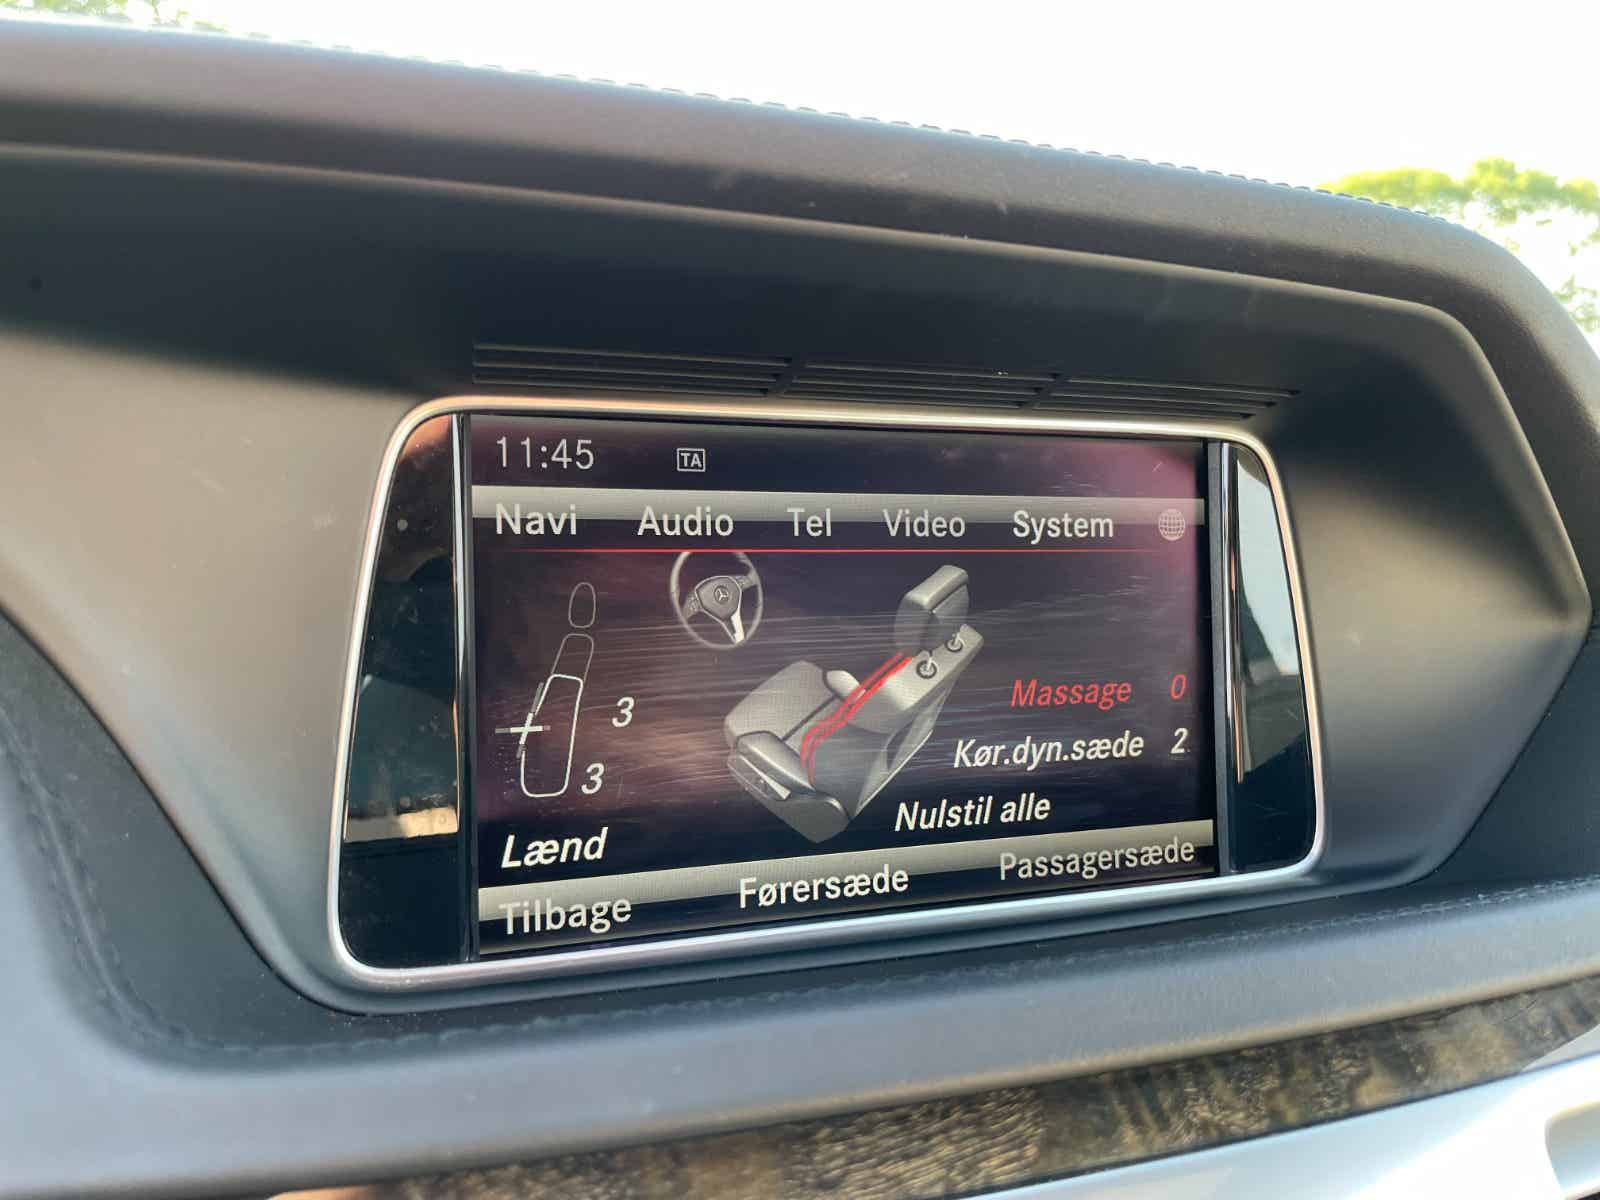 11:45 TA
Navi Audio Tel Video System
3
Massage 0
Kør.dyn.sæde 2
3
Nulstil alle
Lænd
Tilbage Førersæde Passagersæde